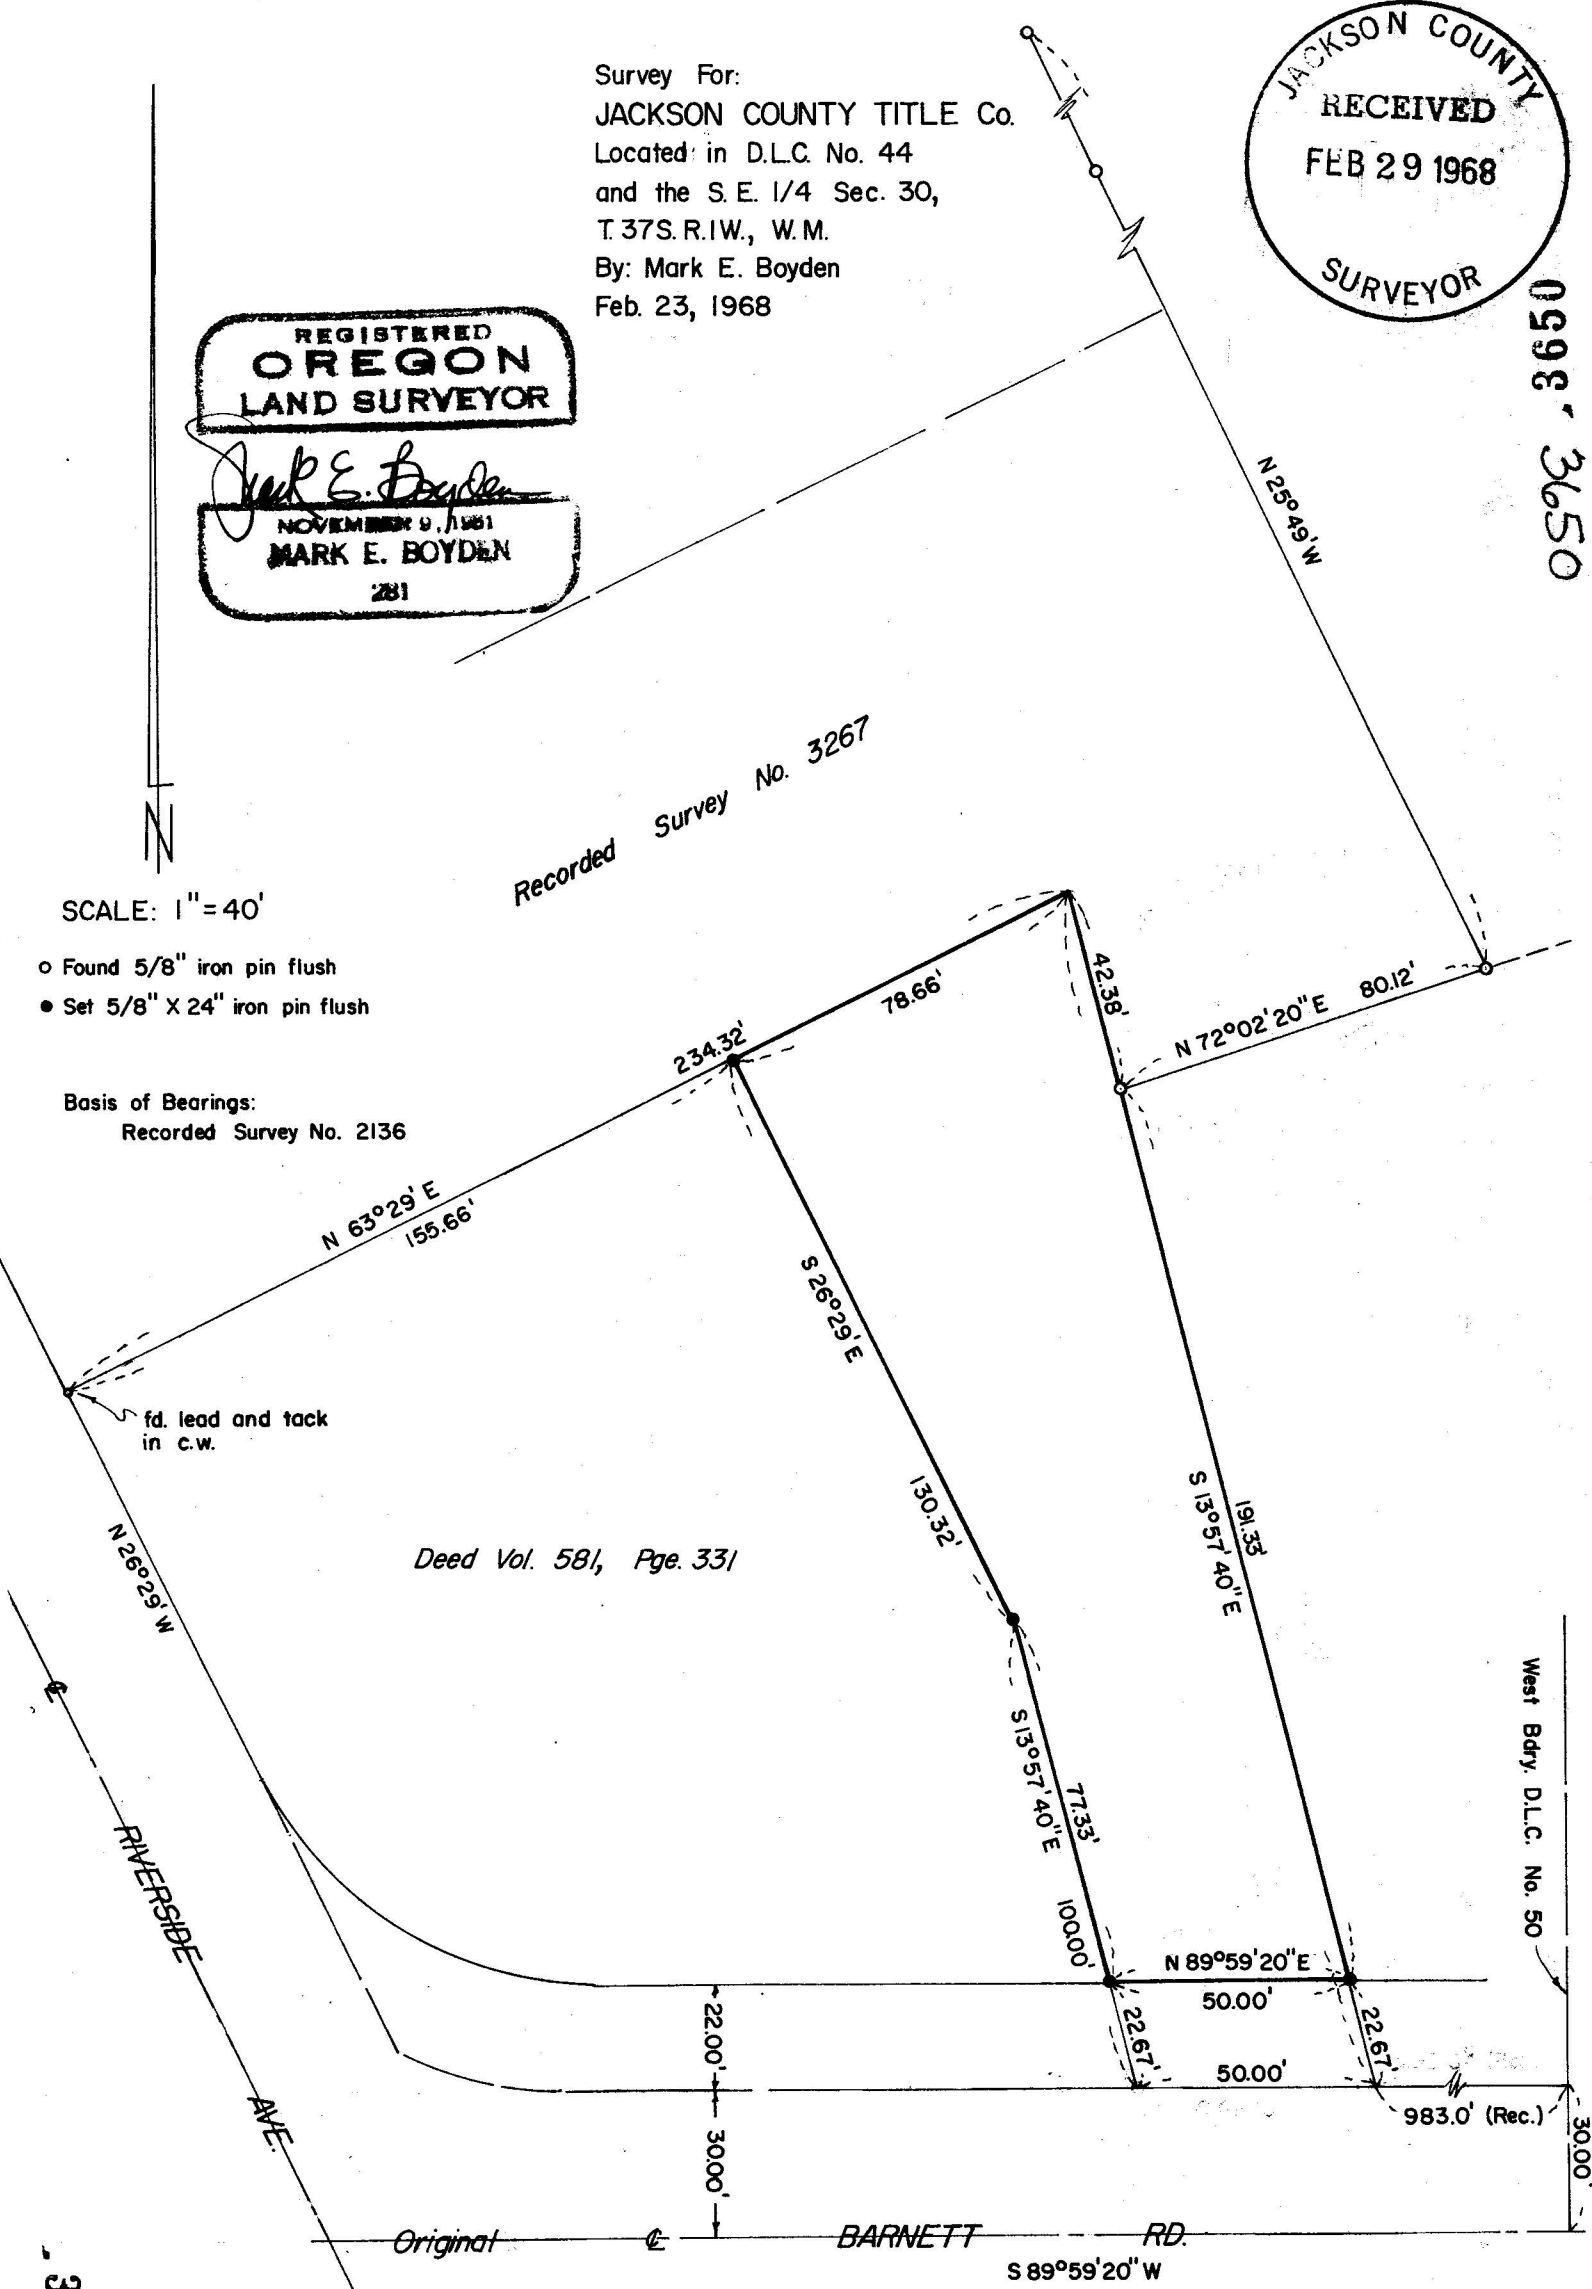 Survey For:
JACKSON COUNTY TITLE Co.
Located in D.L.C. No. 44
and the S.E. 1/4 Sec. 30,
T. 37S. R.1W., W.M.
By: Mark E. Boyden
Feb. 23, 1968
JACKSON COUNTY
RECEIVED
FEB 29 1968
SURVEYOR
3650
3650
REGISTERED
OREGON
LAND SURVEYOR
Mark E. Boyden
NOVEMBER 9, 1951
MARK E. BOYDEN
281
N 25°49' W
Recorded Survey No. 3267
N
SCALE: 1"=40'
Found 5/8" iron pin flush
Set 5/8" X 24" iron pin flush
Basis of Bearings:
Recorded Survey No. 2136
78.66'
42.38'
N 72°02'20" E 80.12'
234.32'
N 63°29' E
155.66'
S 26°29' E
130.32'
fd. lead and tack
in c.w.
N 26°29' W
Deed Vol. 581, Pge. 331
191.33'
S 13°57'40" E
77.33'
S 13°57'40" E
100.00'
West Bdry. D.L.C. No. 50
℄
RIVERSIDE
AVE.
N 89°59'20" E
50.00'
22.00'
22.67'
22.67'
50.00'
983.0' (Rec.)
30.00'
30.00'
Original ℄ BARNETT RD.
S 89°59'20" W